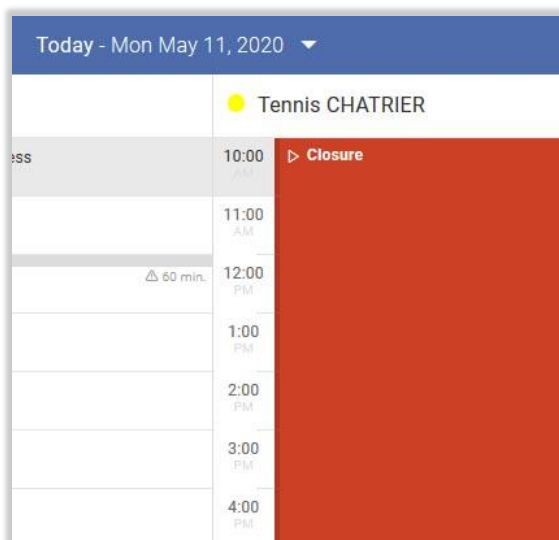 Today - Mon May 11, 2020
Tennis CHATRIER
ess
10:00
AM
Closure
11:00
AM
60 min.
12:00
PM
1:00
PM
2:00
PM
3:00
PM
4:00
PM